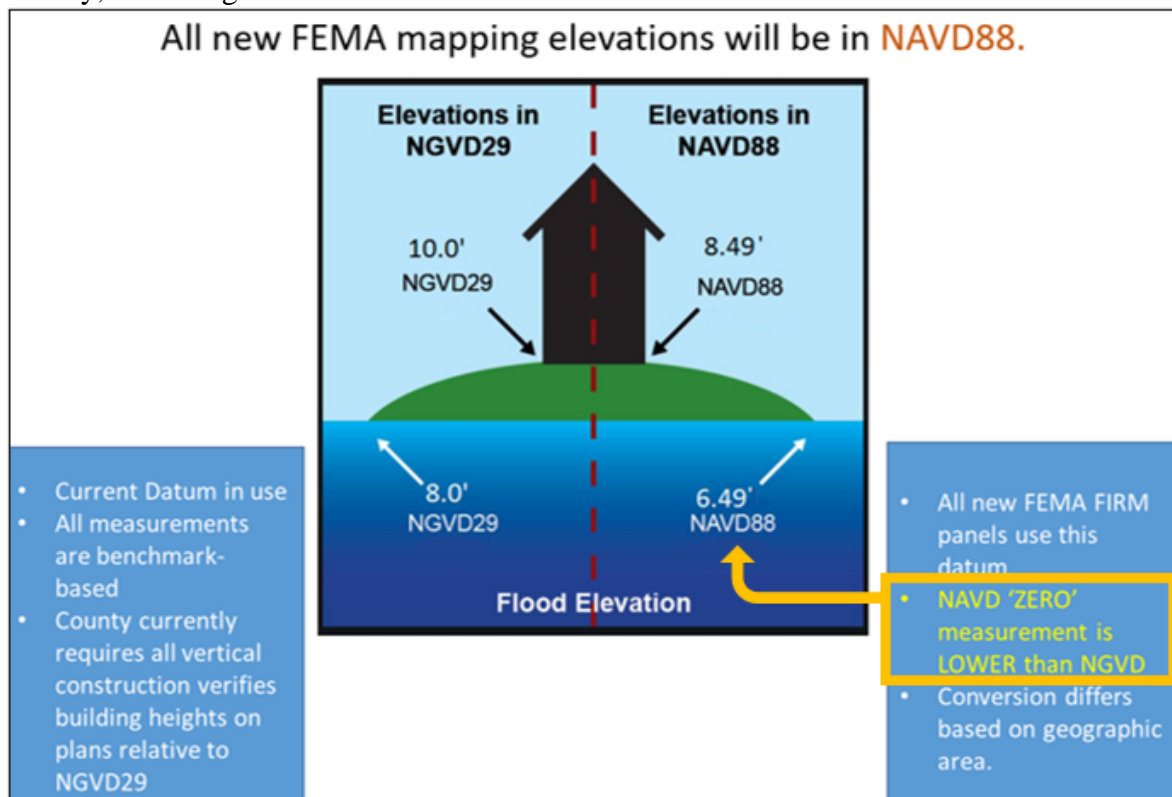 All new FEMA mapping elevations will be in NAVD88.
Elevations in
NGVD29
Elevations in
NAVD88
10.0'
NGVD29
8.49'
NAVD88
8.0'
NGVD29
6.49'
NAVD88
Flood Elevation
• Current Datum in use
• All measurements
are benchmark-
based
• County currently
requires all vertical
construction verifies
building heights on
plans relative to
NGVD29
• All new FEMA FIRM
panels use this
datum
• NAVD ‘ZERO’
measurement is
LOWER than NGVD
• Conversion differs
based on geographic
area.